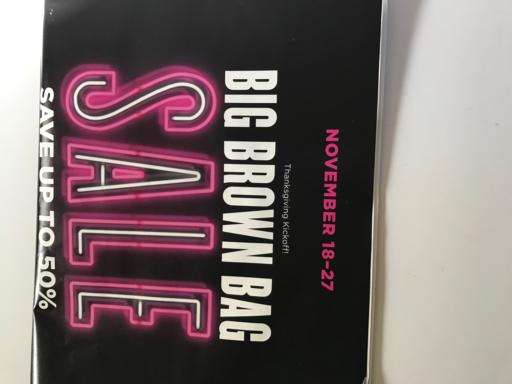 NOVEMBER 18-27
Thanksgiving Kickoff!
BIG BROWN BAG
SALE
SAVE UP TO 50%